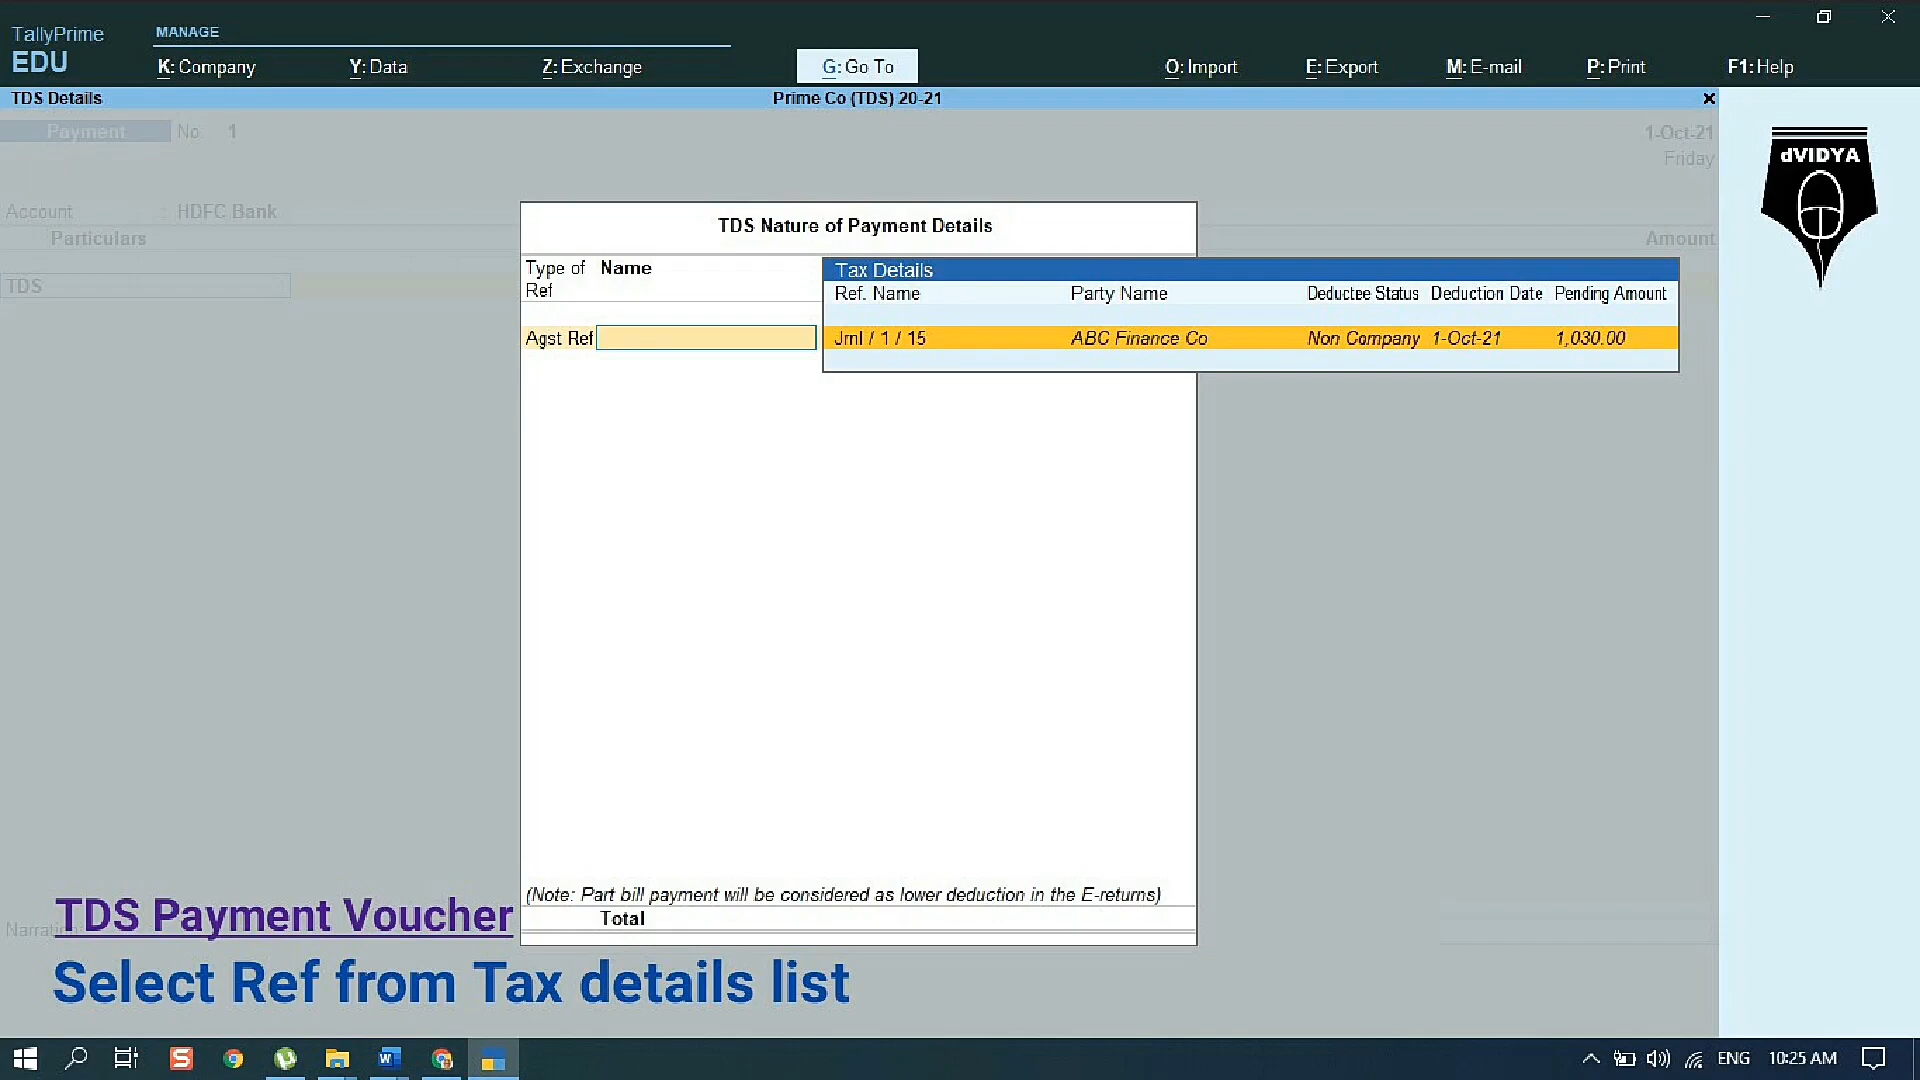 TallyPrime
EDU
MANAGE
K: Company Y: Data Z: Exchange G: Go To O: Import E: Export M: E-mail P: Print F1: Help
TDS Details Prime Co (TDS) 20-21
Payment No 1 1-Oct-21
Friday
dVIDYA
Account : HDFC Bank
Particulars Amount
TDS Nature of Payment Details
Type of Ref Name
Tax Details
Ref. Name Party Name Deductee Status Deduction Date Pending Amount
TDS
Agst Ref Jrnl / 1 / 15 ABC Finance Co Non Company 1-Oct-21 1,030.00
(Note: Part bill payment will be considered as lower deduction in the E-returns)
Total
Narration:
TDS Payment Voucher
Select Ref from Tax details list
ENG 10:25 AM